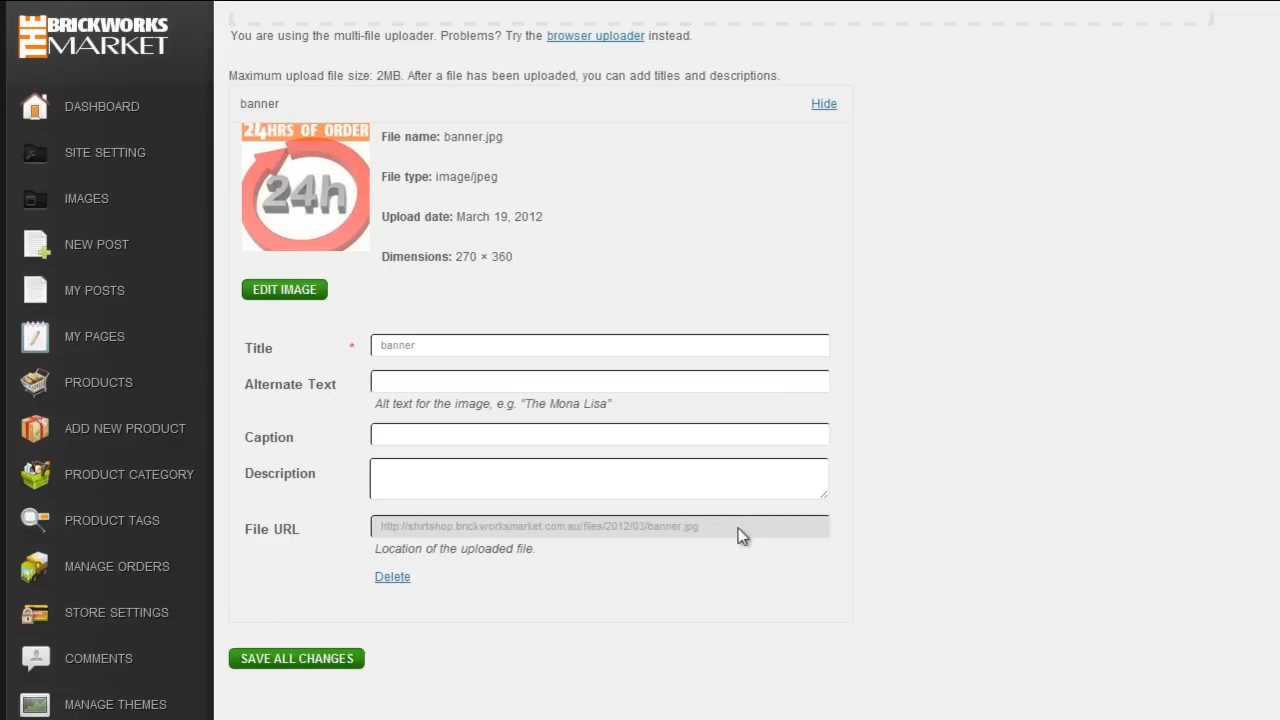 THE BRICKWORKS
MARKET
DASHBOARD
SITE SETTING
IMAGES
NEW POST
MY POSTS
MY PAGES
PRODUCTS
ADD NEW PRODUCT
PRODUCT CATEGORY
PRODUCT TAGS
MANAGE ORDERS
STORE SETTINGS
COMMENTS
MANAGE THEMES
You are using the multi-file uploader. Problems? Try the browser uploader instead.
Maximum upload file size: 2MB. After a file has been uploaded, you can add titles and descriptions.
banner Hide
24HRS OF ORDER
24h
File name: banner.jpg
File type: image/jpeg
Upload date: March 19, 2012
Dimensions: 270 × 360
EDIT IMAGE
Title * banner
Alternate Text
Alt text for the image, e.g. “The Mona Lisa”
Caption
Description
File URL http://shirtshop.brickworksmarket.com.au/files/2012/03/banner.jpg
Location of the uploaded file.
Delete
SAVE ALL CHANGES